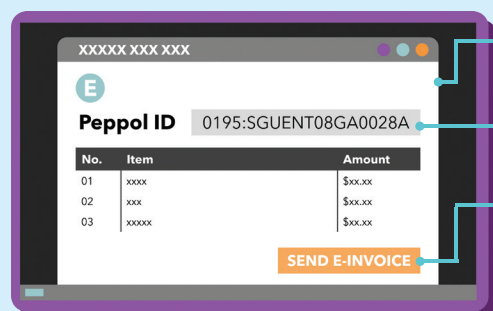 XXXXX XXX XXX
E
Peppol ID 0195:SGUENT08GA0028A
No. Item Amount
01 xxxx $xx.xx
02 xxx $xx.xx
03 xxxxx $xx.xx
SEND E-INVOICE